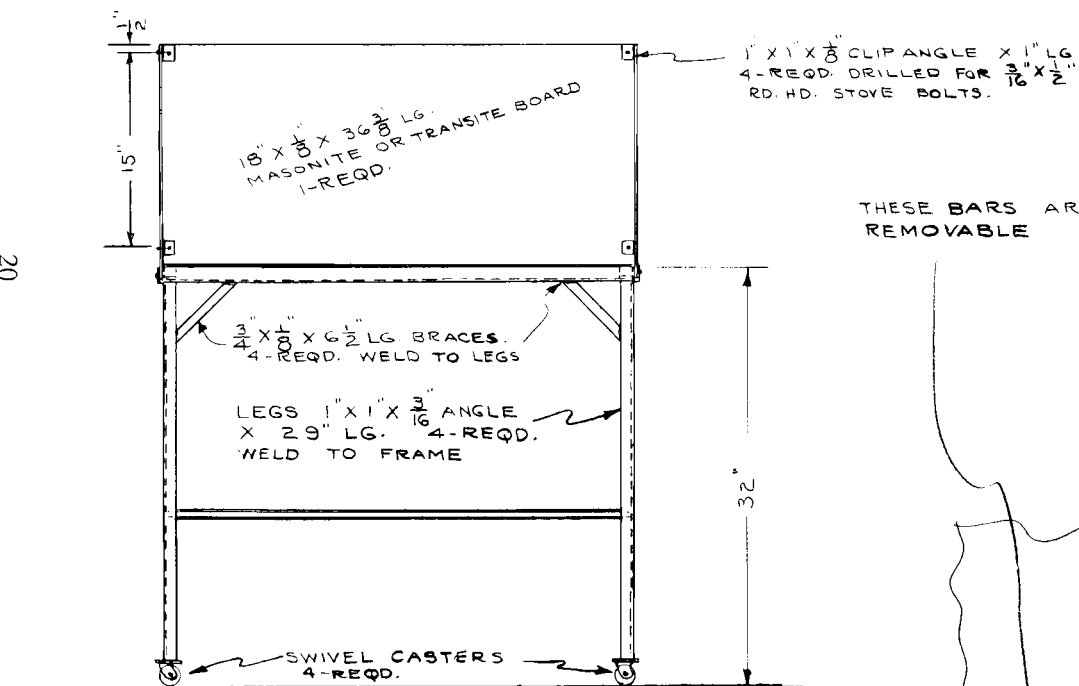 1/2"
1" X 1" X 1/8" CLIP ANGLE X 1" LG
4-REQD. DRILLED FOR 3/16" X 1/2"
RD. HD. STOVE BOLTS.
18" X 1/8" X 36 3/8" LG.
MASONITE OR TRANSITE BOARD
1-REQD.
15"
THESE BARS AR
REMOVABLE
20
3/4" X 1/8" X 6 1/2" LG. BRACES.
4-REQD. WELD TO LEGS
LEGS 1" X 1" X 3/16" ANGLE
X 29" LG. 4-REQD.
WELD TO FRAME
32"
SWIVEL CASTERS
4-REQD.